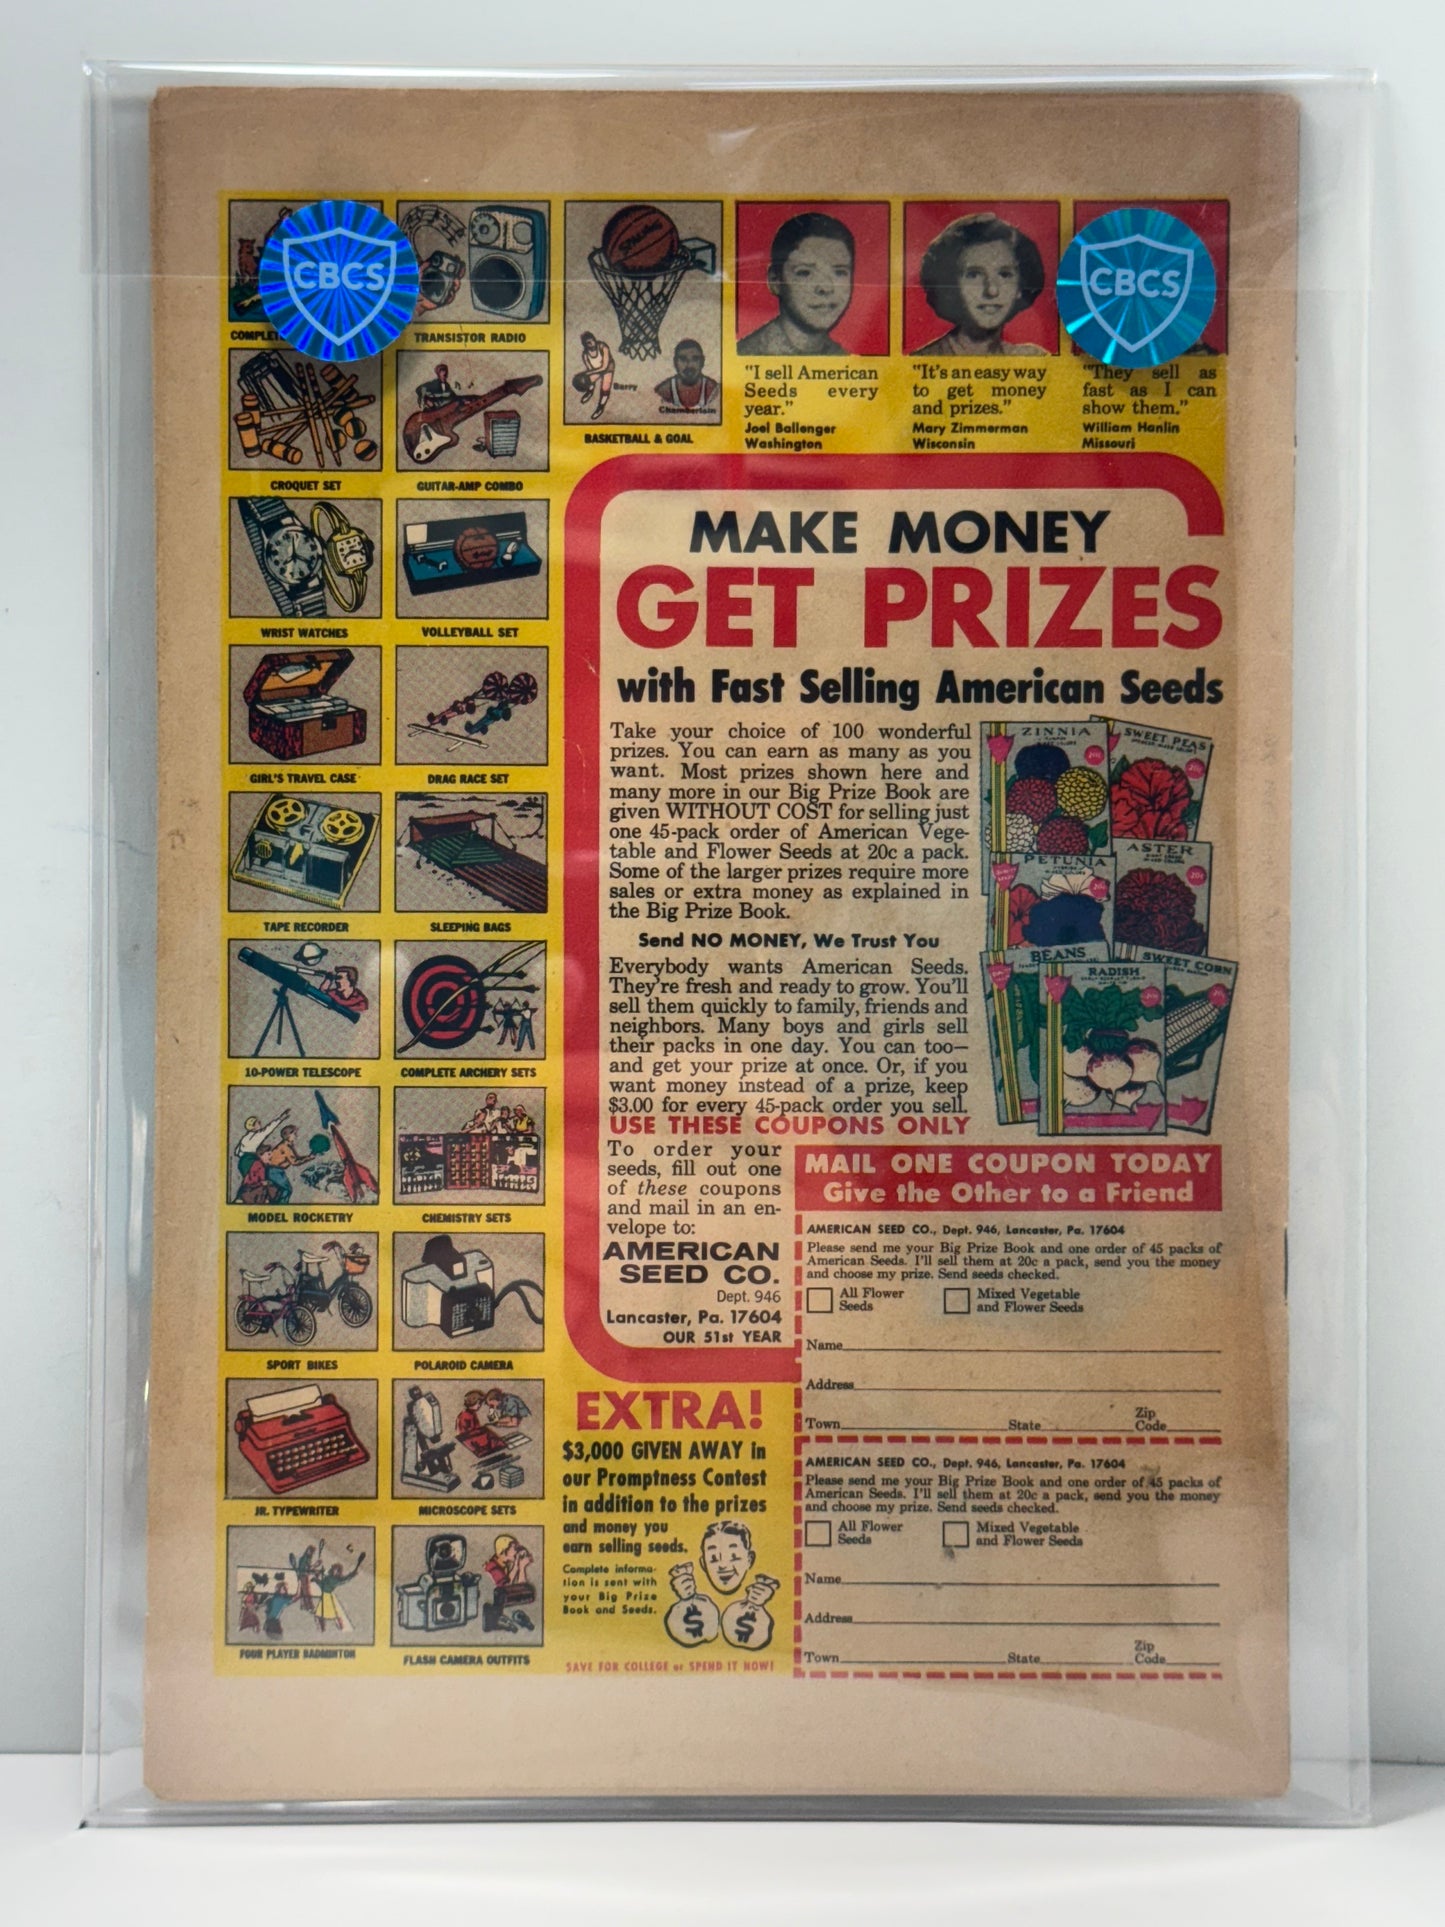 CBCS
CBCS
COMPLET
TRANSISTOR RADIO
SPALDING
Barry
Chamberlain
BASKETBALL & GOAL
"I sell American
Seeds every
year."
Joel Ballenger
Washington
"It's an easy way
to get money
and prizes."
Mary Zimmerman
Wisconsin
"They sell as
fast as I can
show them."
William Hanlin
Missouri
CROQUET SET
GUITAR-AMP COMBO
WRIST WATCHES
VOLLEYBALL SET
GIRL'S TRAVEL CASE
DRAG RACE SET
TAPE RECORDER
SLEEPING BAGS
10-POWER TELESCOPE
COMPLETE ARCHERY SETS
MODEL ROCKETRY
CHEMISTRY SETS
SPORT BIKES
POLAROID CAMERA
JR. TYPEWRITER
MICROSCOPE SETS
FOUR PLAYER BADMINTON
FLASH CAMERA OUTFITS
MAKE MONEY
GET PRIZES
with Fast Selling American Seeds
Take your choice of 100 wonderful
prizes. You can earn as many as you
want. Most prizes shown here and
many more in our Big Prize Book are
given WITHOUT COST for selling just
one 45-pack order of American Vege-
table and Flower Seeds at 20c a pack.
Some of the larger prizes require more
sales or extra money as explained in
the Big Prize Book.
Send NO MONEY, We Trust You
Everybody wants American Seeds.
They're fresh and ready to grow. You'll
sell them quickly to family, friends and
neighbors. Many boys and girls sell
their packs in one day. You can too—
and get your prize at once. Or, if you
want money instead of a prize, keep
$3.00 for every 45-pack order you sell.
USE THESE COUPONS ONLY
ZINNIA
SWEET PEAS
PETUNIA
ASTER
BEANS
RADISH
SWEET CORN
To order your
seeds, fill out one
of these coupons
and mail in an en-
velope to:
AMERICAN
SEED CO.
Dept. 946
Lancaster, Pa. 17604
OUR 51st YEAR
MAIL ONE COUPON TODAY
Give the Other to a Friend
AMERICAN SEED CO., Dept. 946, Lancaster, Pa. 17604
Please send me your Big Prize Book and one order of 45 packs of
American Seeds. I'll sell them at 20c a pack, send you the money
and choose my prize. Send seeds checked.
All Flower
Seeds
Mixed Vegetable
and Flower Seeds
Name
Address
Town State Zip Code
AMERICAN SEED CO., Dept. 946, Lancaster, Pa. 17604
Please send me your Big Prize Book and one order of 45 packs of
American Seeds. I'll sell them at 20c a pack, send you the money
and choose my prize. Send seeds checked.
All Flower
Seeds
Mixed Vegetable
and Flower Seeds
Name
Address
Town State Zip Code
EXTRA!
$3,000 GIVEN AWAY in
our Promptness Contest
in addition to the prizes
and money you
earn selling seeds.
Complete informa-
tion is sent with
your Big Prize
Book and Seeds.
$ $
SAVE FOR COLLEGE or SPEND IT NOW!